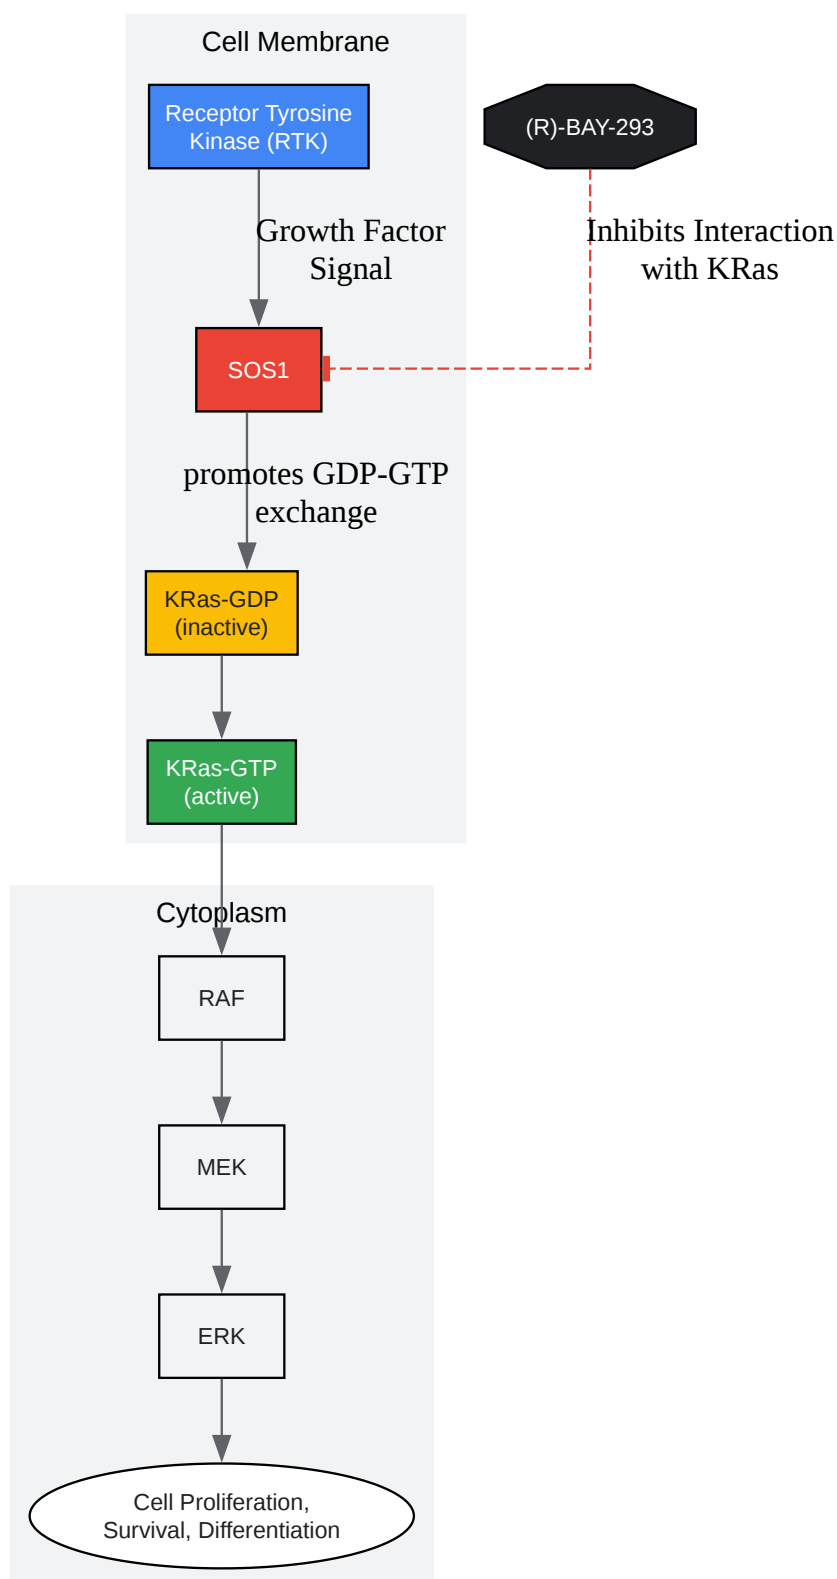 Cell Membrane
Receptor Tyrosine
Kinase (RTK)
(R)-BAY-293
Growth Factor
Signal
Inhibits Interaction
with KRas
SOS1
promotes GDP-GTP
exchange
KRas-GDP
(inactive)
KRas-GTP
(active)
Cytoplasm
RAF
MEK
ERK
Cell Proliferation,
Survival, Differentiation